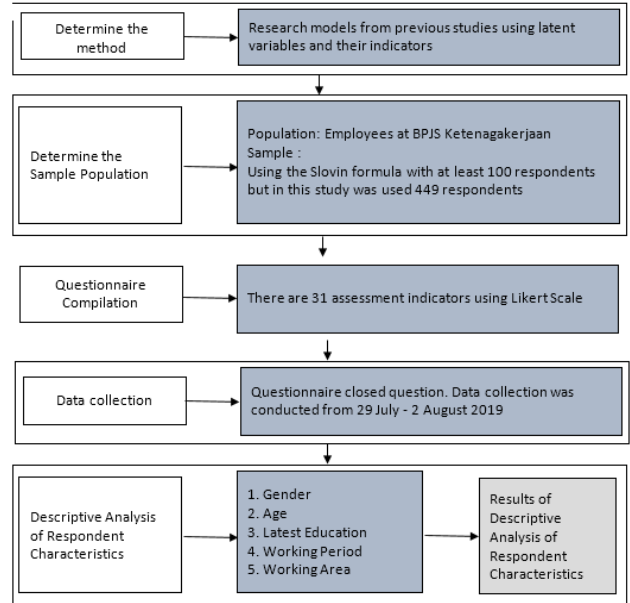 Determine the
method
Research models from previous studies using latent
variables and their indicators
Determine the
Sample Population
Population: Employees at BPJS Ketenagakerjaan
Sample :
Using the Slovin formula with at least 100 respondents
but in this study was used 449 respondents
Questionnaire
Compilation
There are 31 assessment indicators using Likert Scale
Data collection
Questionnaire closed question. Data collection was
conducted from 29 July - 2 August 2019
Descriptive Analysis
of Respondent
Characteristics
1. Gender
2. Age
3. Latest Education
4. Working Period
5. Working Area
Results of
Descriptive
Analysis of
Respondent
Characteristics